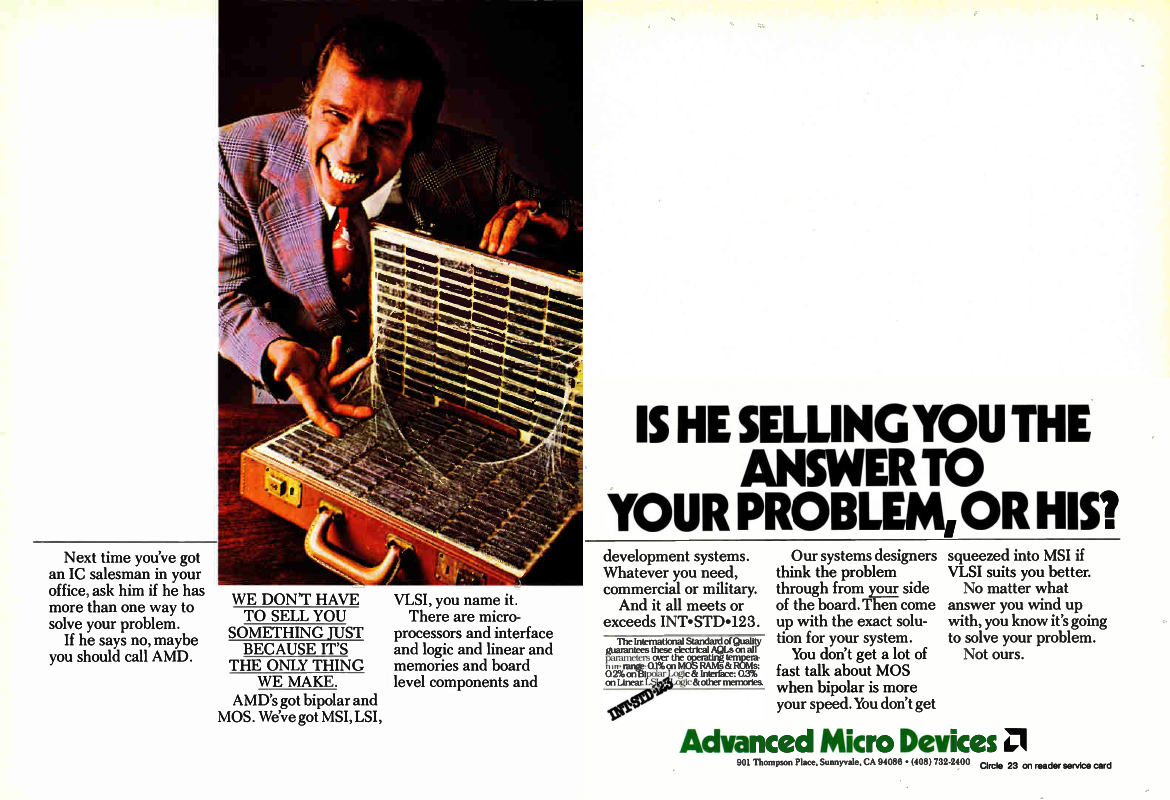 IS HE SELLING YOU THE
ANSWER TO
YOUR PROBLEM, OR HIS?
Next time you've got
an IC salesman in your
office, ask him if he has
more than one way to
solve your problem.
If he says no, maybe
you should call AMD.
WE DON'T HAVE
TO SELL YOU
SOMETHING JUST
BECAUSE IT'S
THE ONLY THING
WE MAKE.
AMD's got bipolar and
MOS. We've got MSI, LSI,
VLSI, you name it.
There are micro-
processors and interface
and logic and linear and
memories and board
level components and
development systems.
Whatever you need,
commercial or military.
And it all meets or
exceeds INT•STD•123.
The International Standard of Quality
guarantees these electrical AQLs on all
parameters over the operating tempera-
ture range: 0.1% on MOS RAMs & ROMs;
0.2% on Bipolar Logic & Interface; 0.3%
on Linear, LSI Logic & other memories.
INT•STD•123
Our systems designers
think the problem
through from your side
of the board. Then come
up with the exact solu-
tion for your system.
You don't get a lot of
fast talk about MOS
when bipolar is more
your speed. You don't get
squeezed into MSI if
VLSI suits you better.
No matter what
answer you wind up
with, you know it's going
to solve your problem.
Not ours.
Advanced Micro Devices
901 Thompson Place, Sunnyvale, CA 94086 • (408) 732-2400
Circle 23 on reader service card